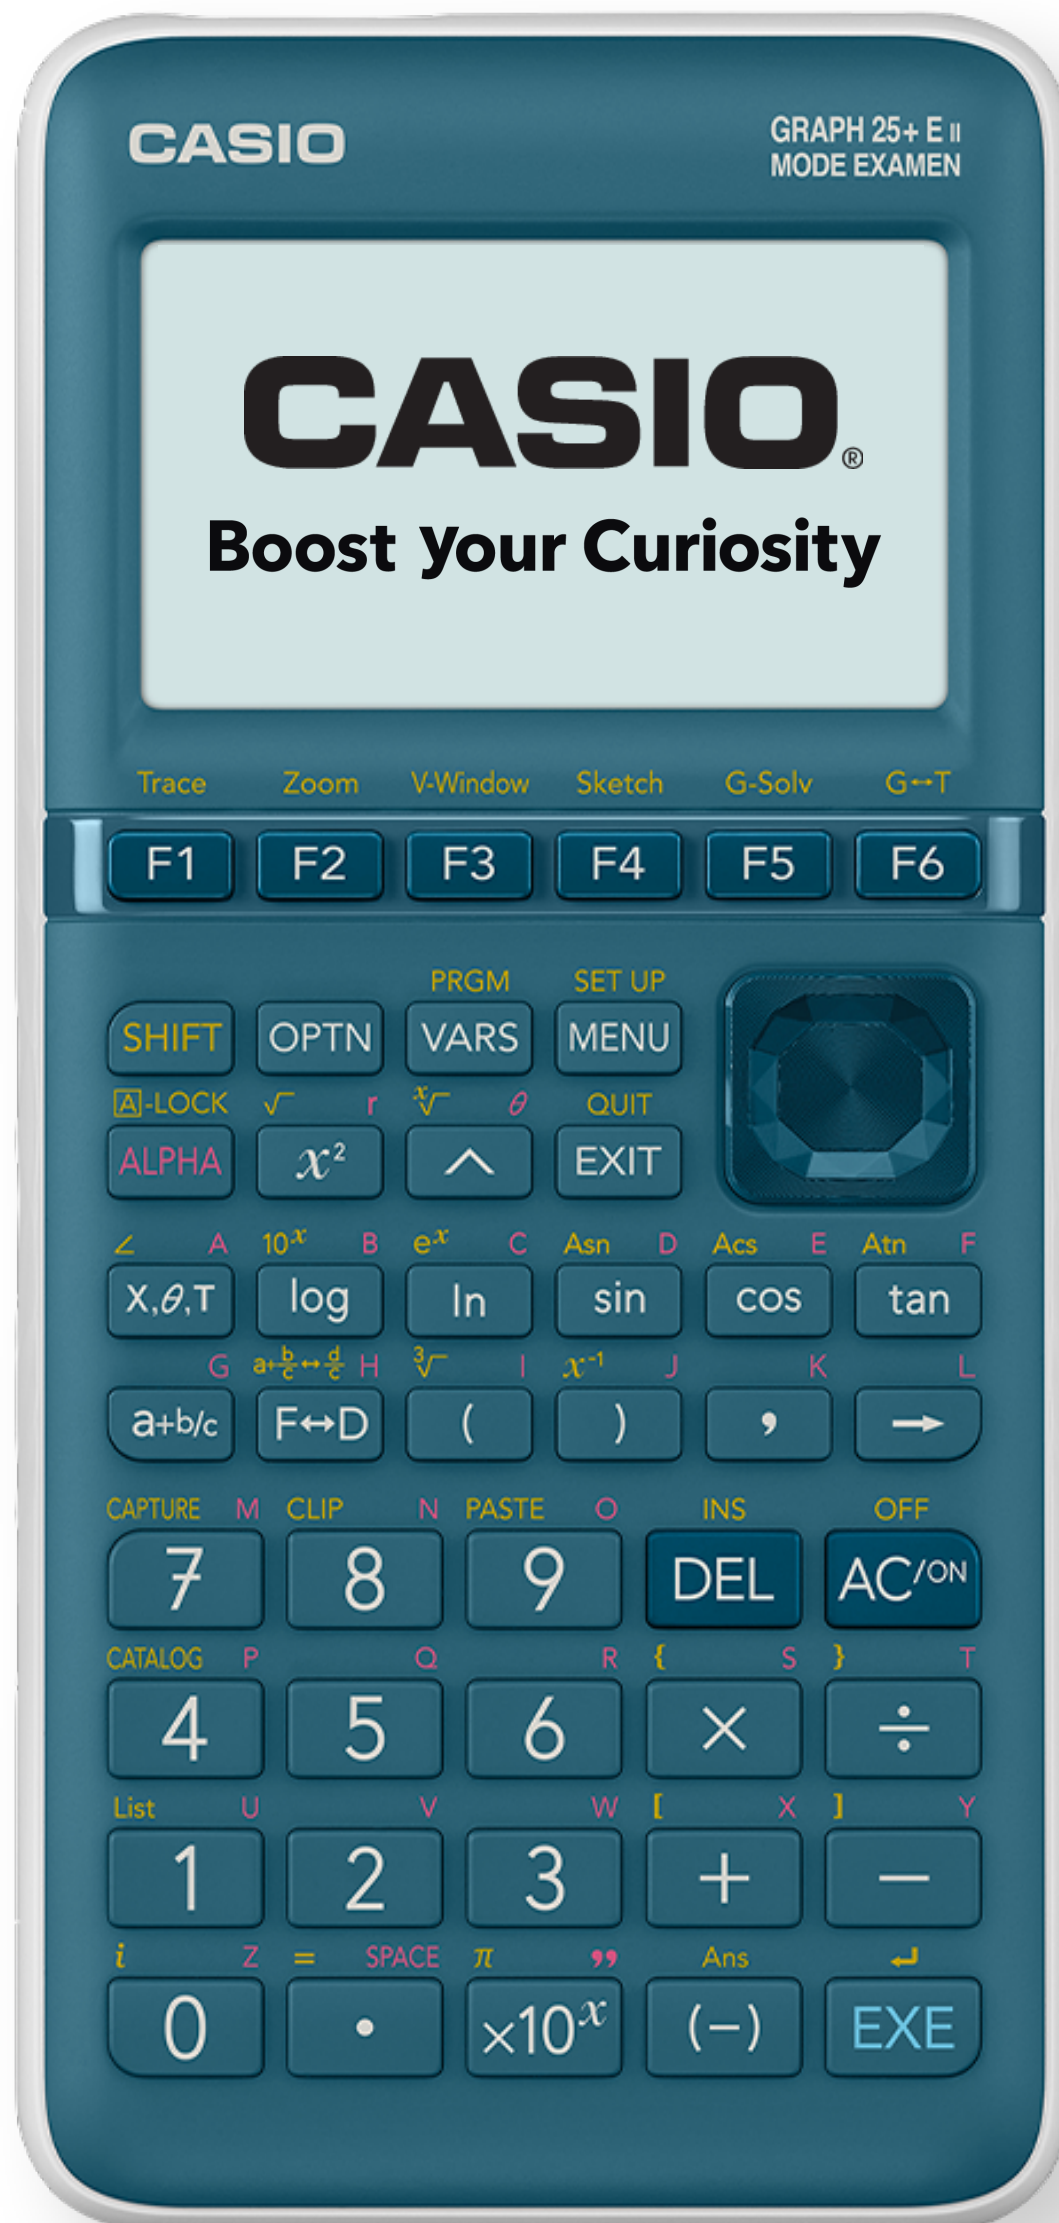 CASIO
GRAPH 25+ E II
MODE EXAMEN
CASIO®
Boost your Curiosity
Trace Zoom V-Window Sketch G-Solv G↔T
F1 F2 F3 F4 F5 F6
PRGM SET UP
SHIFT OPTN VARS MENU
A-LOCK √ r ˣ√ θ QUIT
ALPHA x² ^ EXIT
∠ A 10ˣ B eˣ C Asn D Acs E Atn F
X,θ,T log ln sin cos tan
G a+b/c↔d/c H ³√ I x⁻¹ J K L
a+b/c F↔D ( ) , →
CAPTURE M CLIP N PASTE O INS OFF
7 8 9 DEL AC/ON
CATALOG P Q R { S } T
4 5 6 × ÷
List U V W [ X ] Y
1 2 3 + −
i Z = SPACE π ” Ans ↵
0 • ×10ˣ (−) EXE